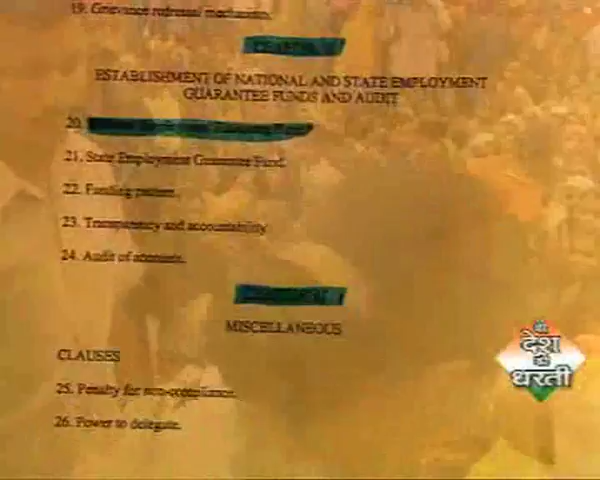 19. Grievance redressal mechanism.
CHAPTER
ESTABLISHMENT OF NATIONAL AND STATE EMPLOYMENT
GUARANTEE FUNDS AND AUDIT
20.
21. State Employment Guarantee Fund.
22. Funding pattern.
23. Transparency and accountability
24. Audit of accounts.
MISCELLANEOUS
CLAUSES
25. Penalty for non-compliance.
26. Power to delegate.
देश
की
धरती